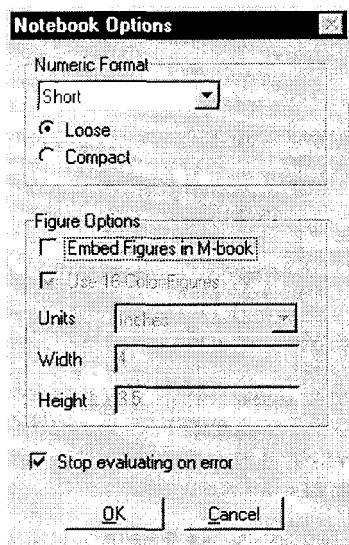 Notebook Options
Numeric Format
Short
Loose
Compact
Figure Options
Embed Figures in M-book
Use 16-Color Figures
Units inches
Width 4
Height 3.5
Stop evaluating on error
OK Cancel